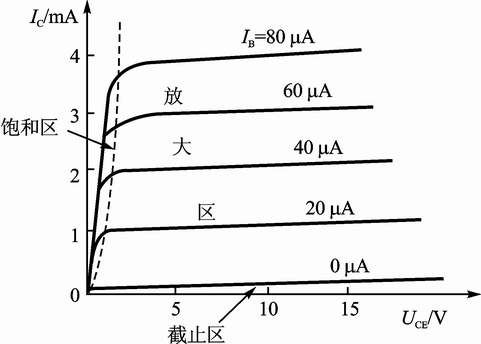 I_C/mA
4
I_B=80 μA
放
60 μA
3
饱和区
大
40 μA
2
区
20 μA
1
0 μA
0
5
10
15
U_CE/V
截止区